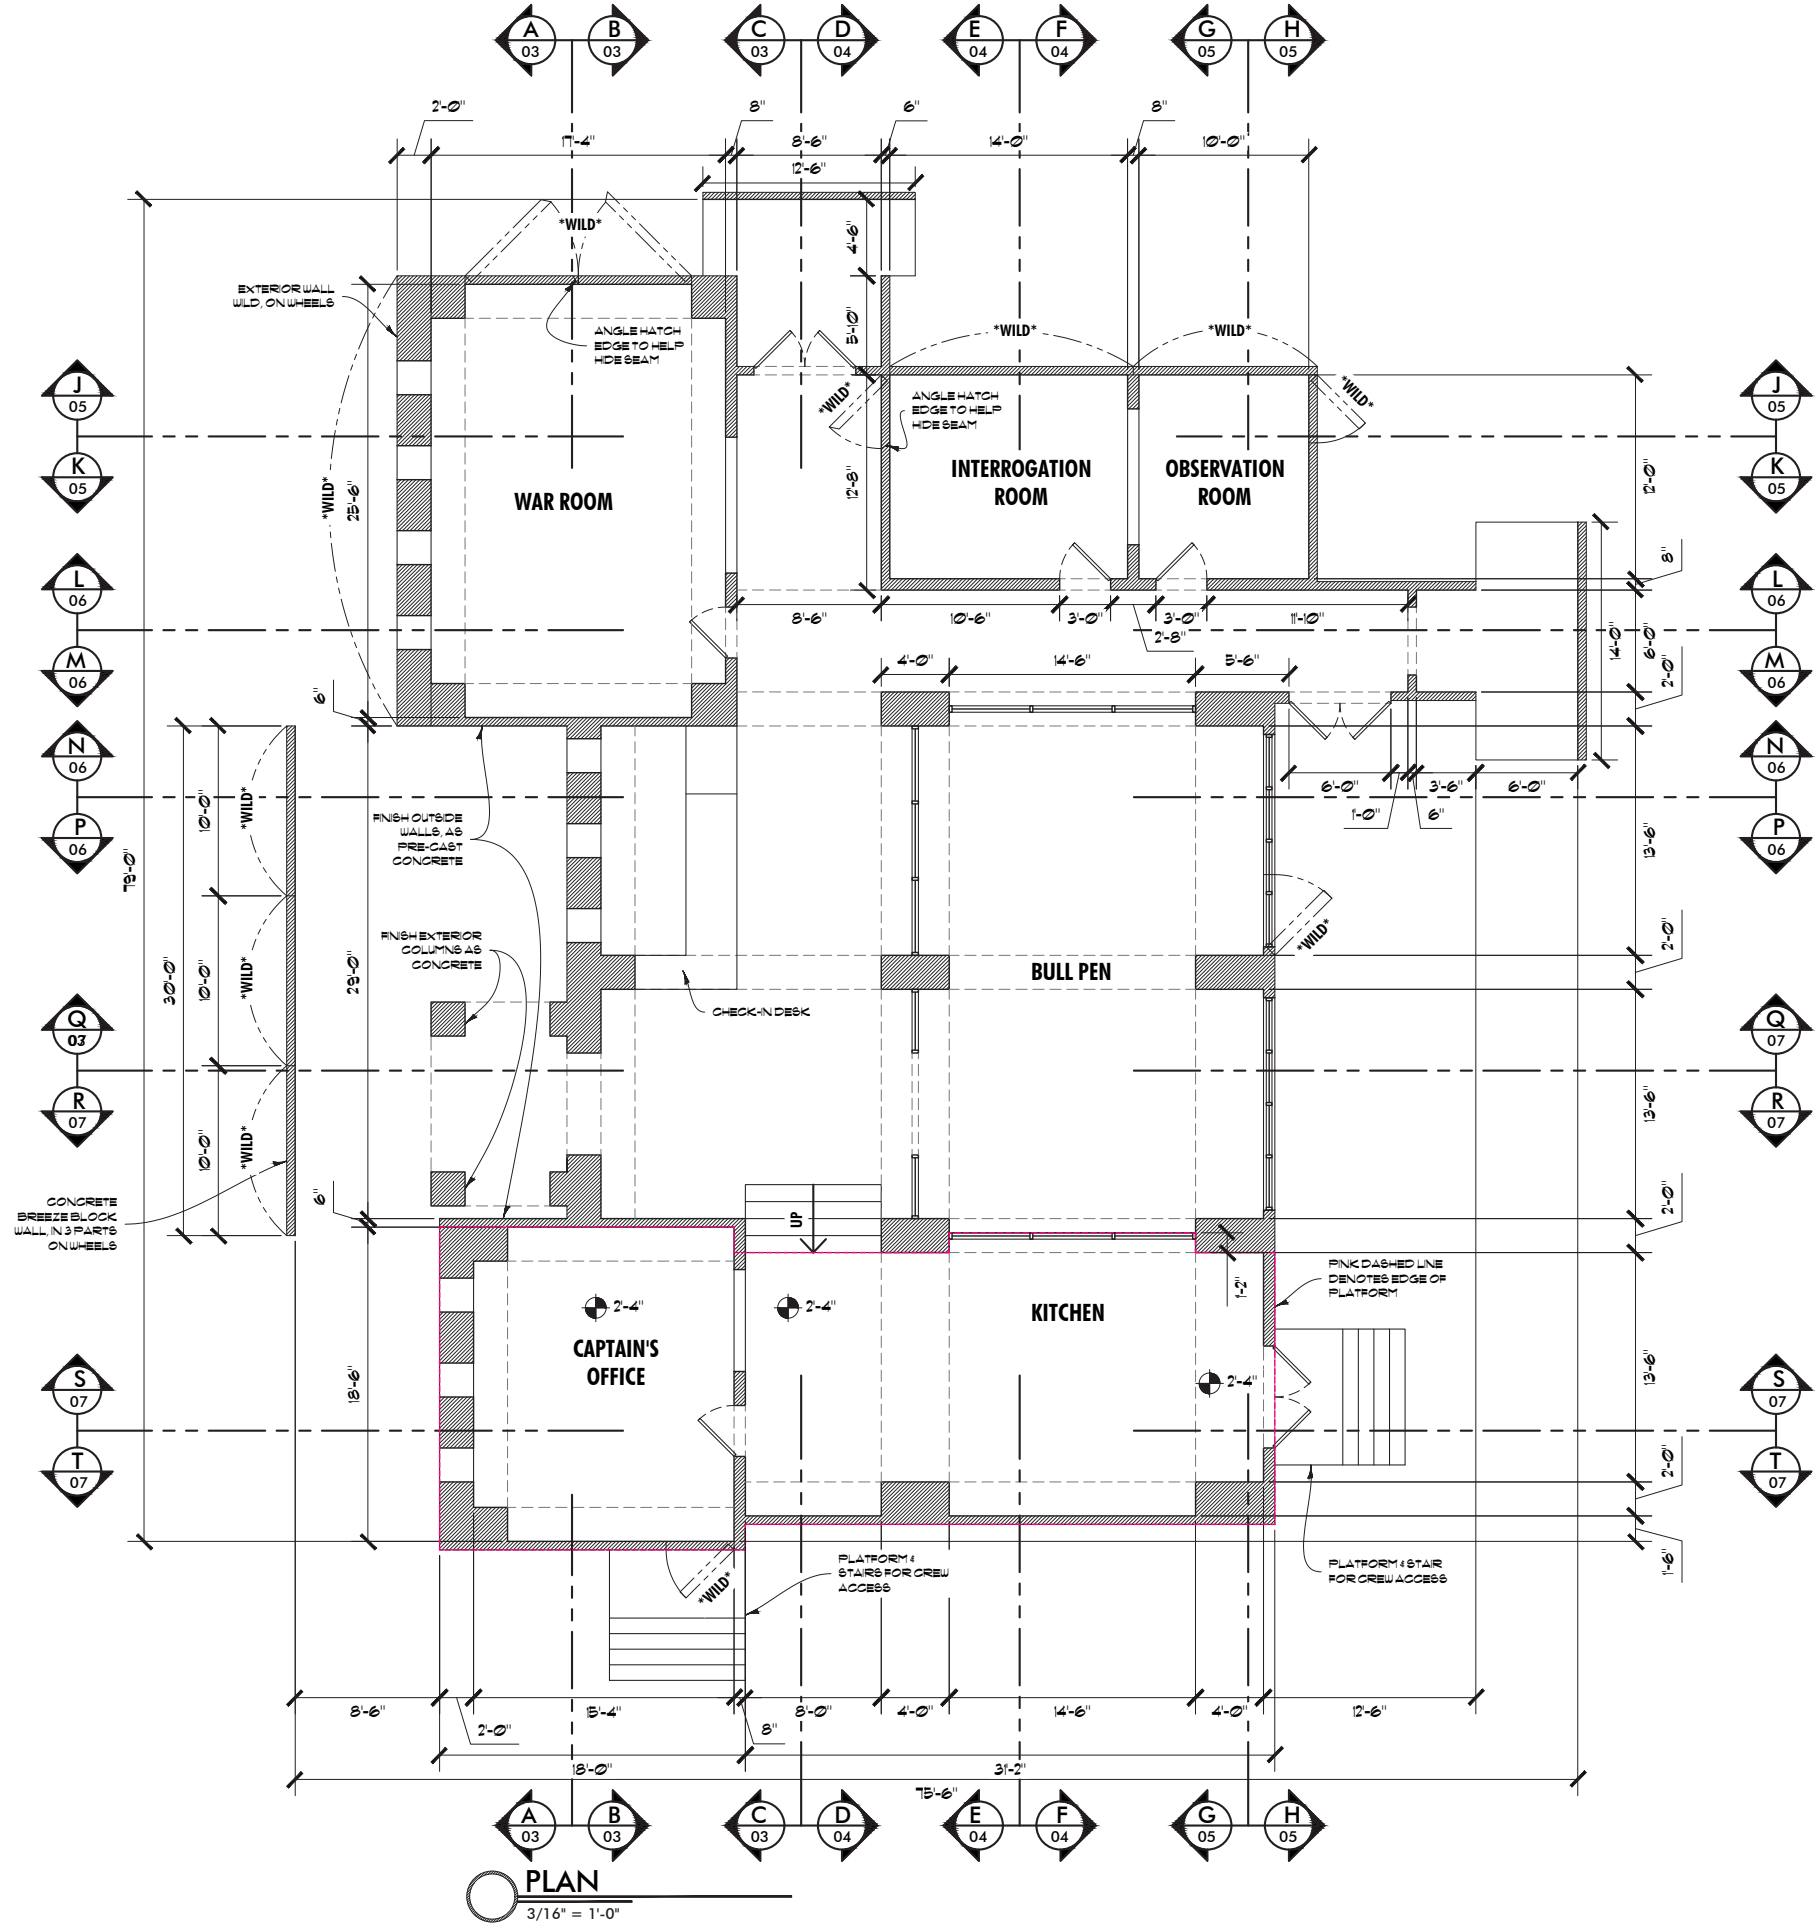 A B C D E F G H
03 03 03 04 04 04 05 05
2'-0" 8" 6" 8"
17'-4" 8'-6" 14'-0" 10'-0"
12'-6"
*WILD*
4'-6"
EXTERIOR WALL
WILD, ON WHEELS
ANGLE HATCH
EDGE TO HELP
HIDE SEAM
5'-10"
*WILD* *WILD*
J
05
K
05
*WILD*
ANGLE HATCH
EDGE TO HELP
HIDE SEAM
*WILD*
J
05
K
05
*WILD*
25'-6"
WAR ROOM
12'-8"
INTERROGATION
ROOM
OBSERVATION
ROOM
12'-0"
8"
L
06
M
06
8'-6" 10'-6" 3'-0" 3'-0" 11'-10"
2'-8"
14'-0"
6'-0"
2'-0"
L
06
M
06
4'-0" 14'-6" 5'-6"
6"
N
06
P
06
10'-0"
*WILD*
6'-0" 3'-6" 6'-0"
1'-0" 6"
N
06
P
06
79'-0"
FINISH OUTSIDE
WALLS, AS
PRE-CAST
CONCRETE
13'-6"
FINISH EXTERIOR
COLUMNS AS
CONCRETE
*WILD*
2'-0"
30'-0"
10'-0"
*WILD*
29'-0"
BULL PEN
CHECK-IN DESK
Q
03
R
07
Q
07
R
07
13'-6"
10'-0"
*WILD*
CONCRETE
BREEZE BLOCK
WALL, IN 3 PARTS
ON WHEELS
6"
UP
2'-0"
1'-2"
PINK DASHED LINE
DENOTES EDGE OF
PLATFORM
2'-4" 2'-4"
KITCHEN
CAPTAIN'S
OFFICE
2'-4"
18'-6"
13'-6"
S
07
T
07
S
07
T
07
2'-0"
*WILD*
PLATFORM &
STAIRS FOR CREW
ACCESS
PLATFORM & STAIR
FOR CREW ACCESS
1'-6"
8'-6" 15'-4" 8'-0" 4'-0" 14'-6" 4'-0" 12'-6"
2'-0" 8"
18'-0" 31'-2"
75'-6"
A B C D E F G H
03 03 03 04 04 04 05 05
PLAN
3/16" = 1'-0"